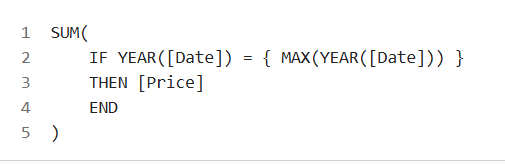 1 SUM(
2     IF YEAR([Date]) = { MAX(YEAR([Date])) }
3     THEN [Price]
4     END
5 )